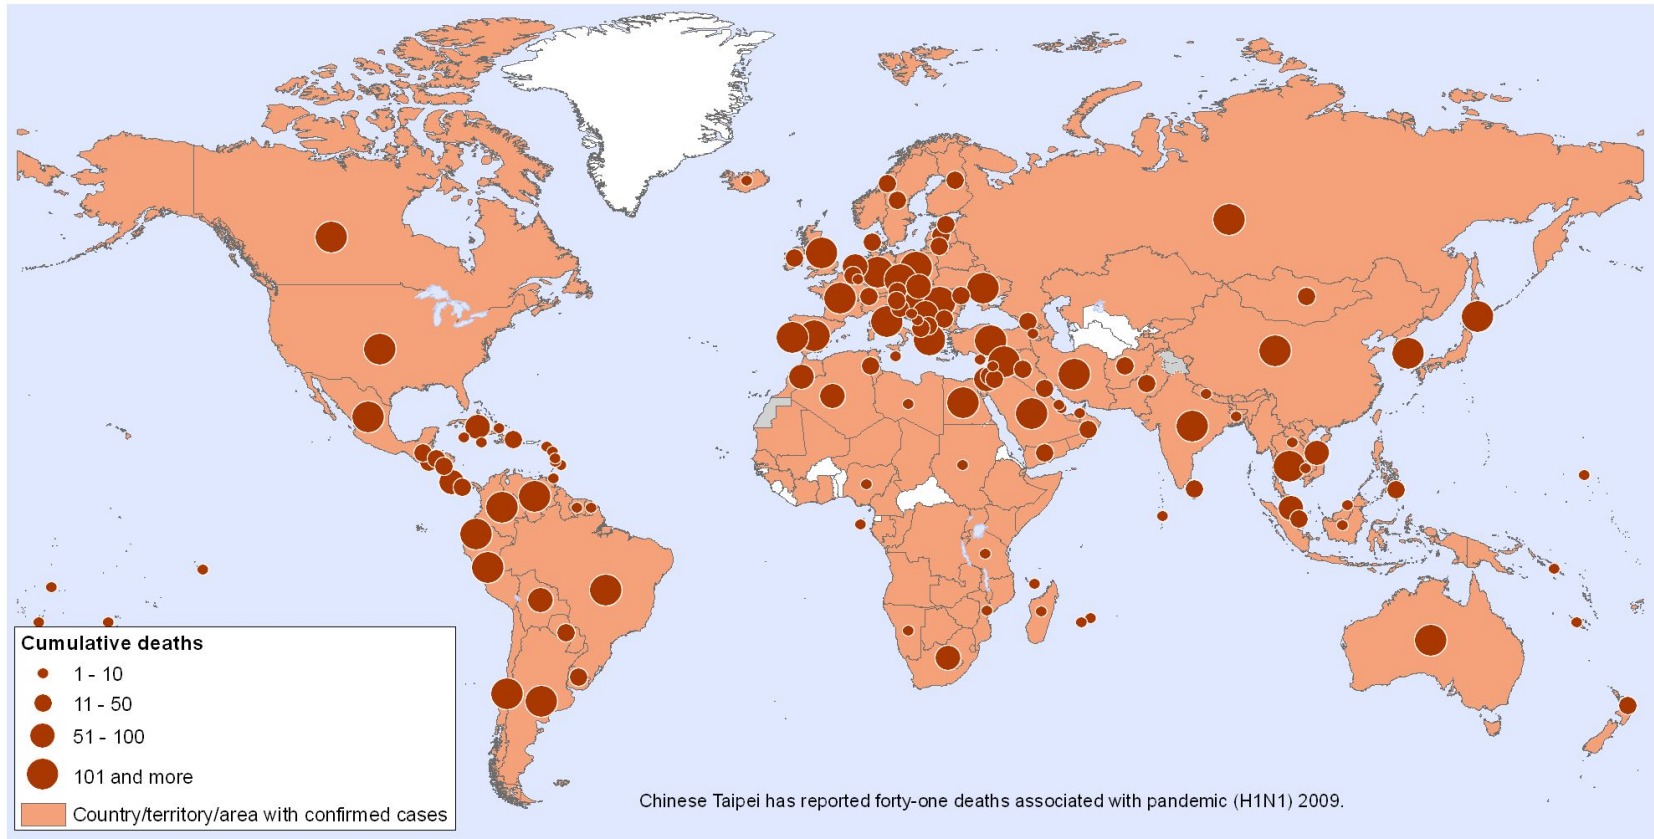 Cumulative deaths
1 - 10
11 - 50
51 - 100
101 and more
Country/territory/area with confirmed cases
Chinese Taipei has reported forty-one deaths associated with pandemic (H1N1) 2009.